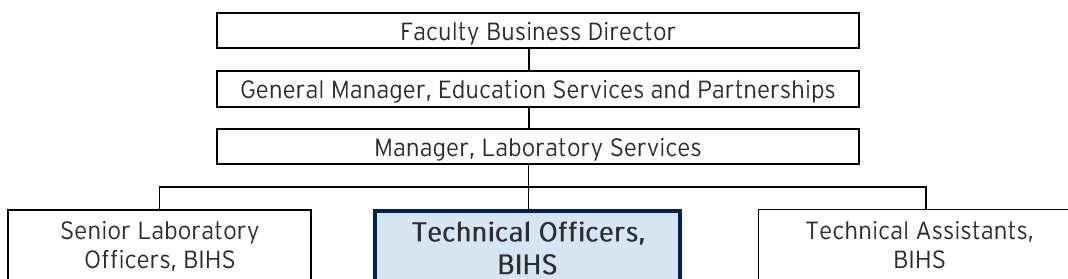 Faculty Business Director
General Manager, Education Services and Partnerships
Manager, Laboratory Services
Senior Laboratory
Officers, BIHS
Technical Officers,
BIHS
Technical Assistants,
BIHS